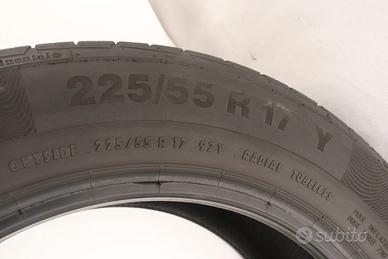 225/55 R 17 Y
OUTSIDE . 225/55 R 17 97Y . RADIAL TUBELESS
subito